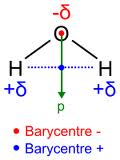 -δ
O
H H
+δ +δ
p
Barycentre -
Barycentre +